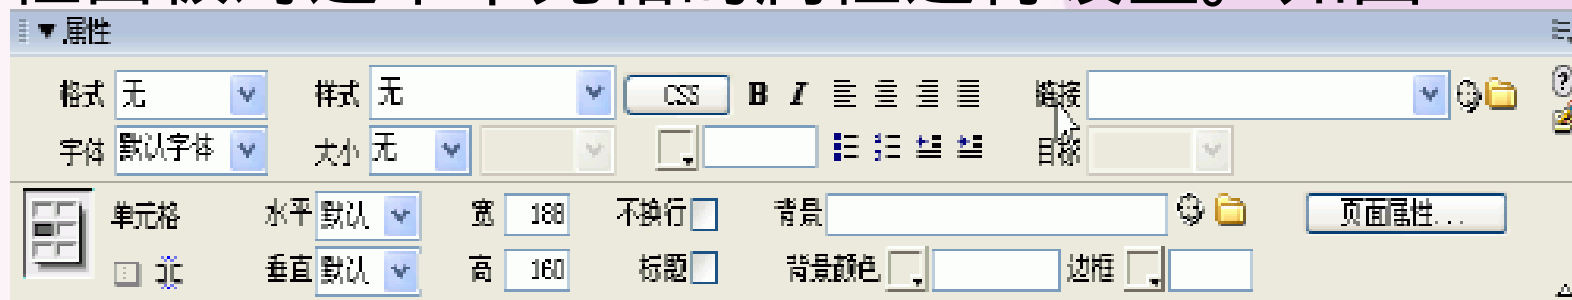 属性
格式 无 样式 无 CSS B I 链接
字体 默认字体 大小 无 目标
单元格 水平 默认 宽 188 不换行 背景 页面属性...
垂直 默认 高 160 标题 背景颜色 边框